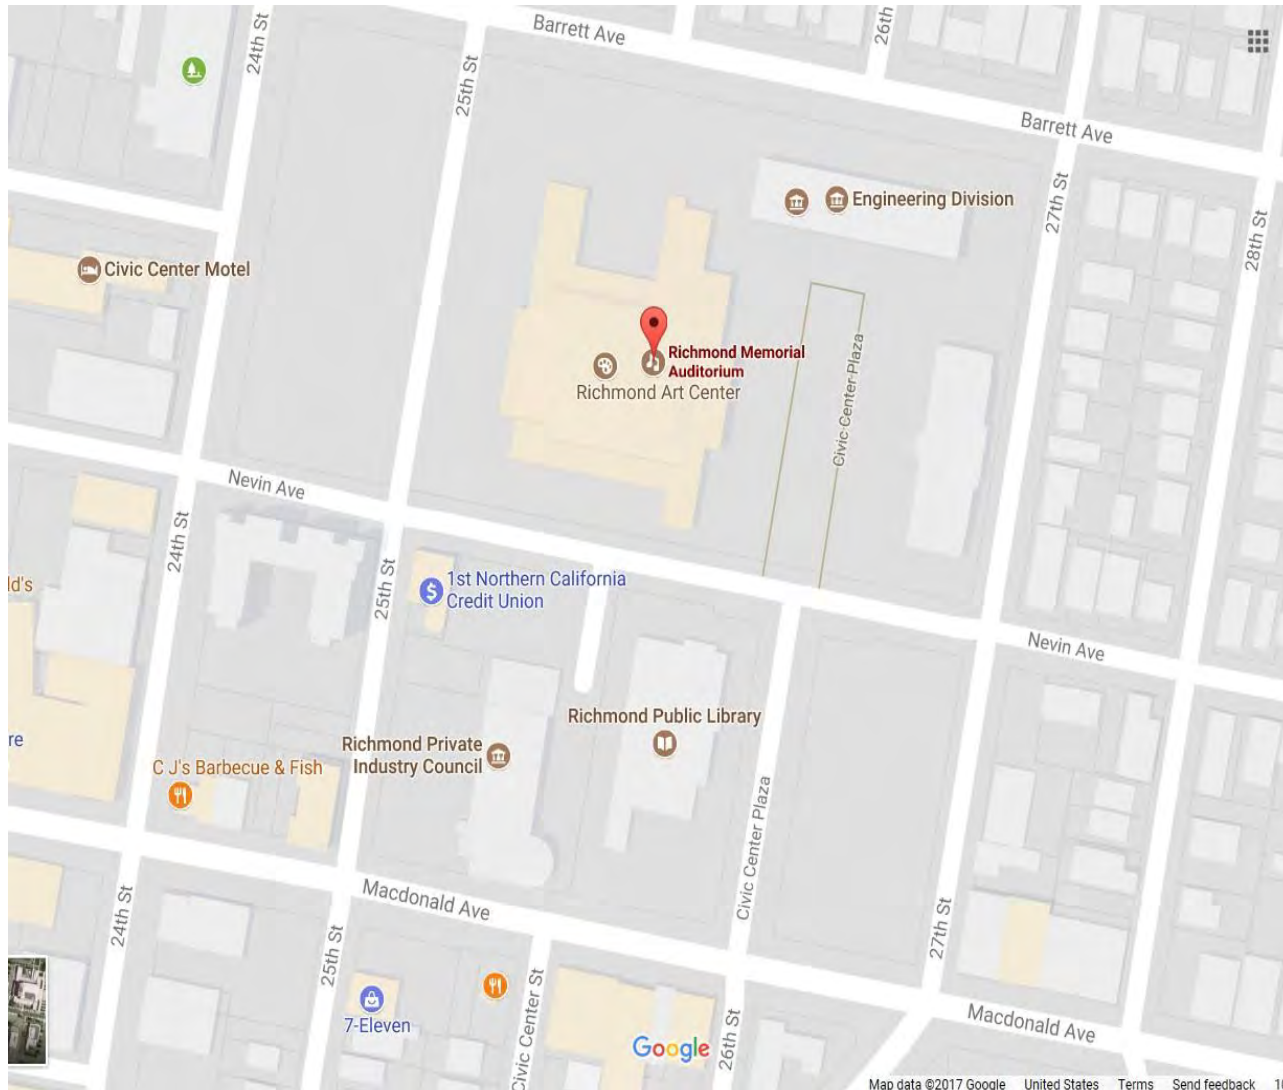 24th St
25th St
Barrett Ave
26th
Barrett Ave
27th St
28th St
Engineering Division
Civic Center Motel
Richmond Memorial
Auditorium
Richmond Art Center
Civic Center Plaza
Nevin Ave
24th St
25th St
ld's
1st Northern California
Credit Union
Nevin Ave
Richmond Public Library
re
Richmond Private
Industry Council
C J's Barbecue & Fish
Civic Center Plaza
Macdonald Ave
24th St
25th St
27th St
Civic Center St
7-Eleven
26th St
Macdonald Ave
Google
Map data ©2017 Google United States Terms Send feedback 10